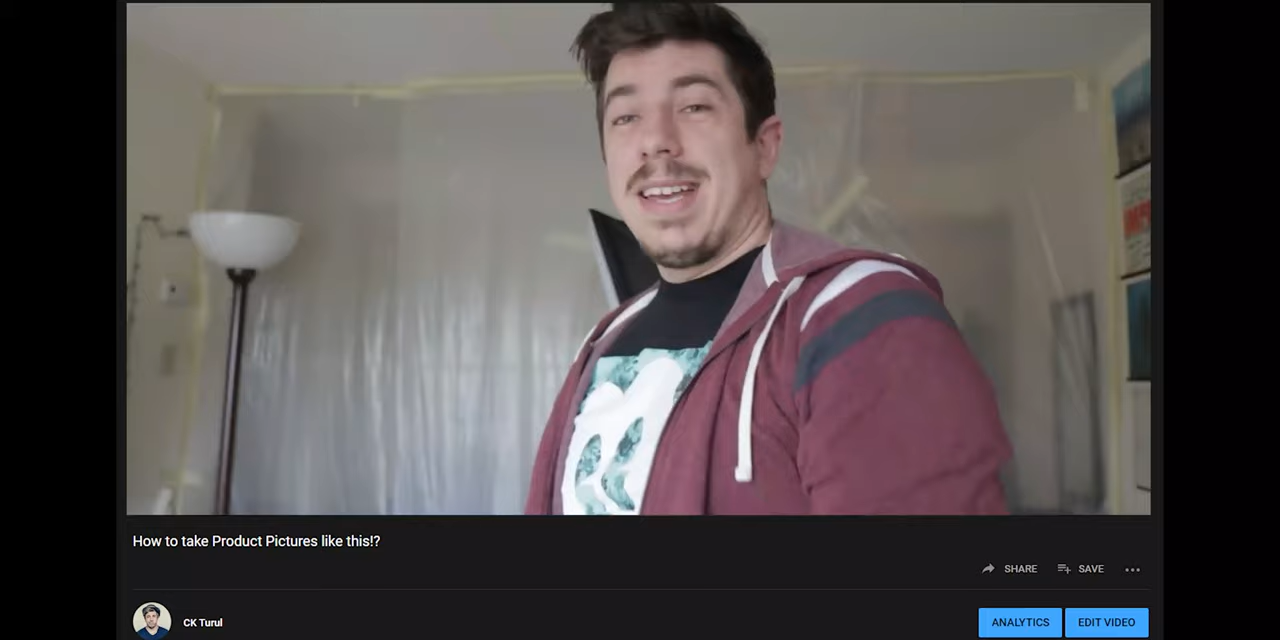 How to take Product Pictures like this!?
SHARE
SAVE
CK Turul
ANALYTICS
EDIT VIDEO